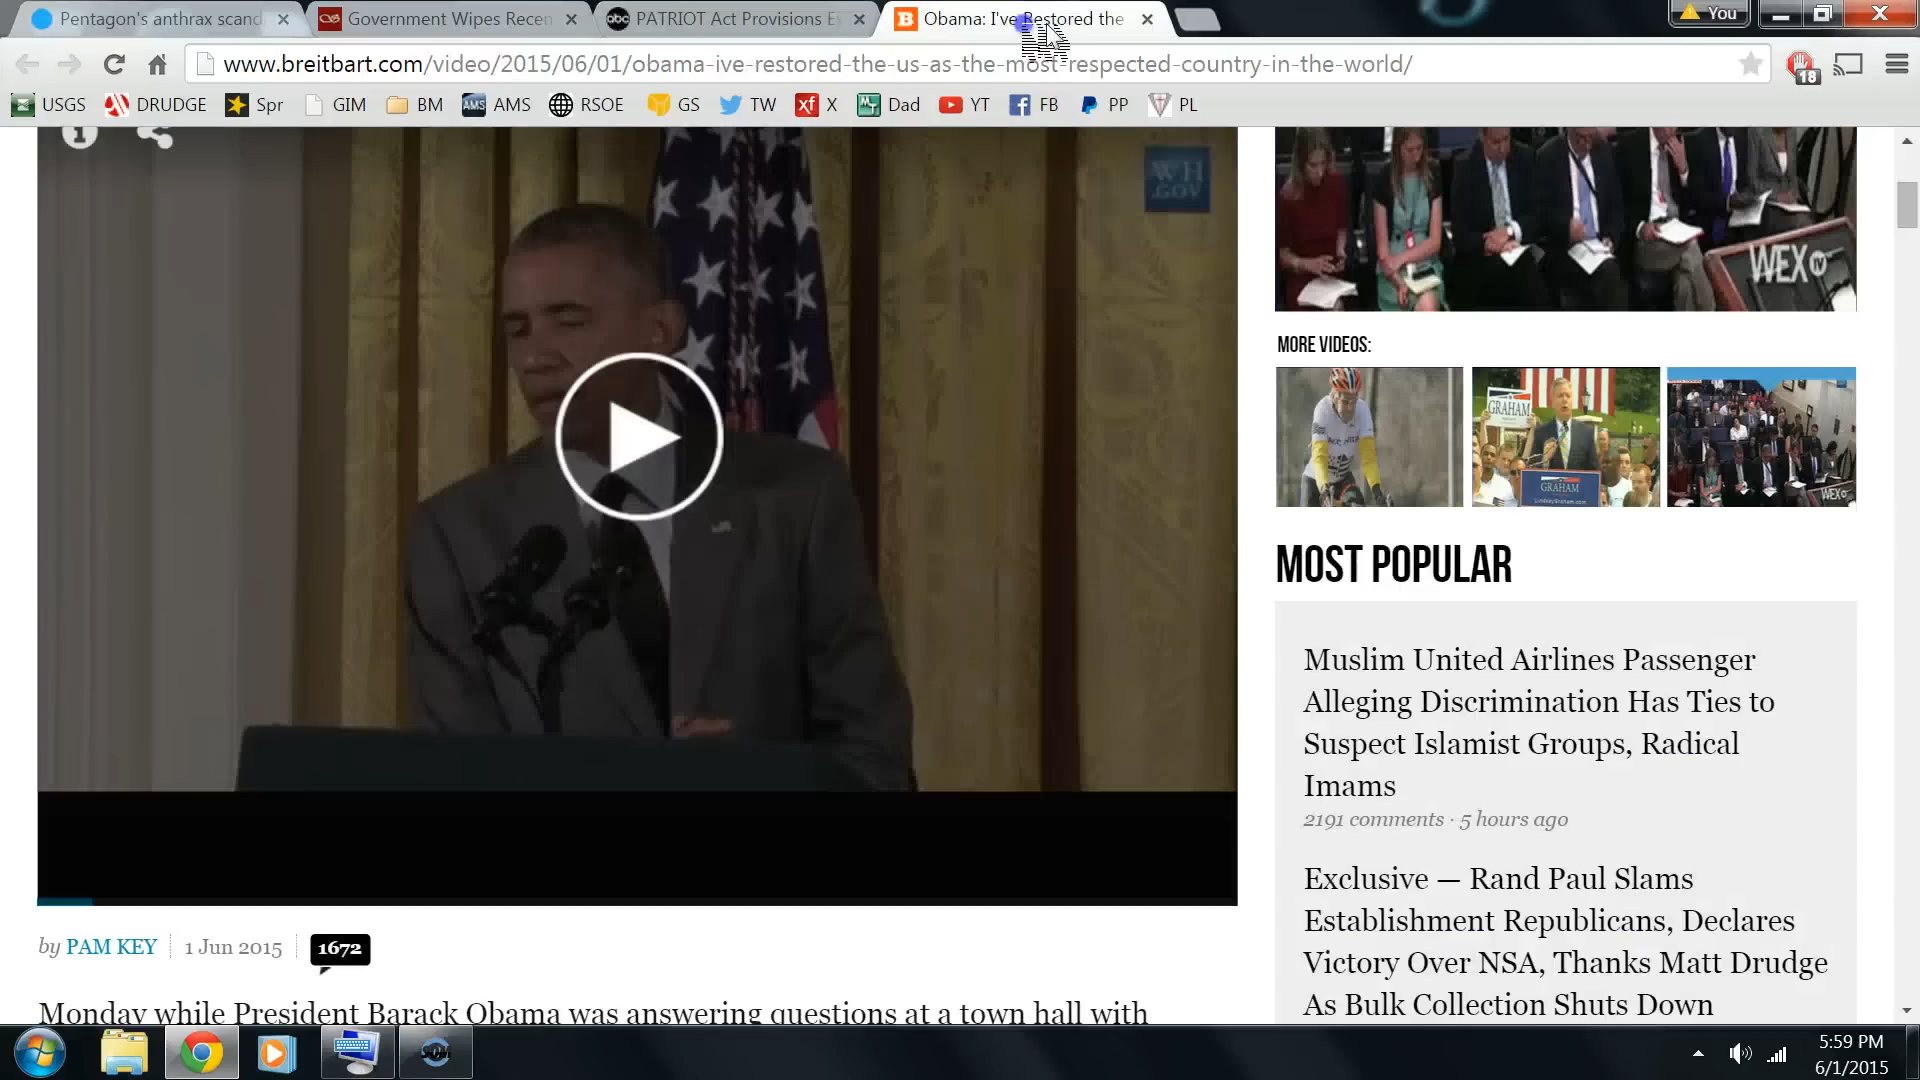 Pentagon's anthrax scand
Government Wipes Recen
abc PATRIOT Act Provisions E
Obama: I've Restored the
You
www.breitbart.com/video/2015/06/01/obama-ive-restored-the-us-as-the-most-respected-country-in-the-world/
18
USGS DRUDGE Spr GIM BM AMS AMS RSOE GS TW xf X Dad YT FB PP PL
WH
.GOV
WEX TV
MORE VIDEOS:
GRAHAM
GRAHAM
WEX
MOST POPULAR
Muslim United Airlines Passenger
Alleging Discrimination Has Ties to
Suspect Islamist Groups, Radical
Imams
2191 comments · 5 hours ago
Exclusive — Rand Paul Slams
Establishment Republicans, Declares
Victory Over NSA, Thanks Matt Drudge
As Bulk Collection Shuts Down
by PAM KEY 1 Jun 2015 1672
Monday while President Barack Obama was answering questions at a town hall with
5:59 PM
6/1/2015